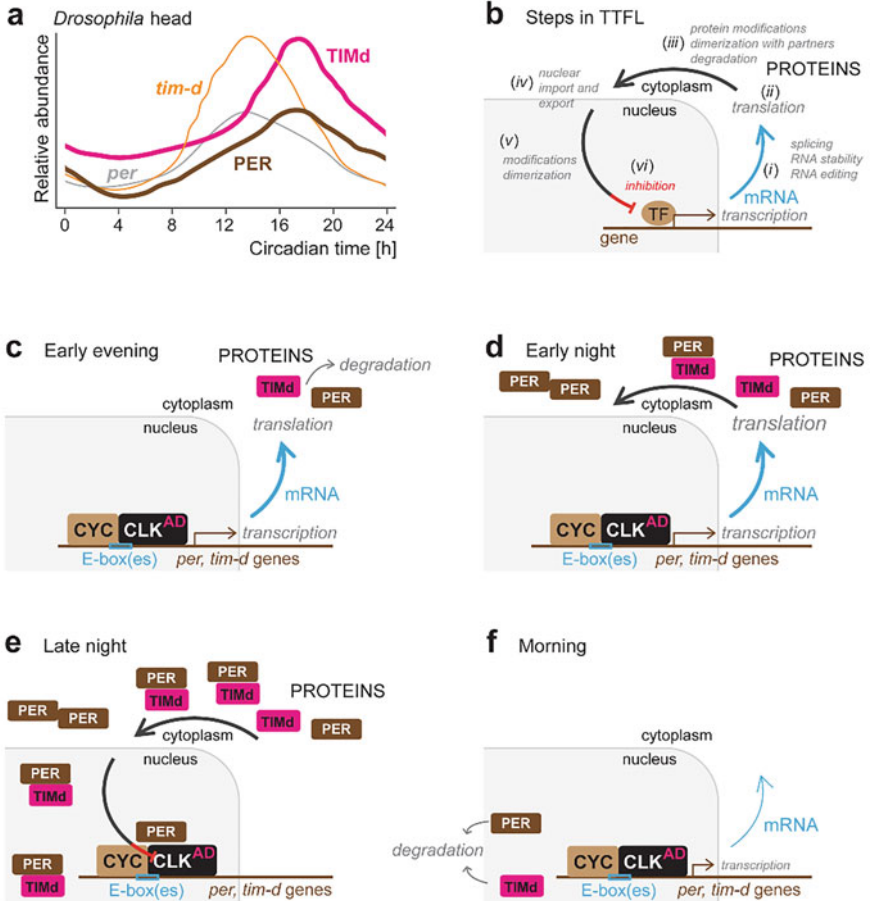 a
Drosophila head
Relative abundance
tim-d
TIMd
per
PER
0 4 8 12 16 20 24
Circadian time [h]
b
Steps in TTFL
(iii) protein modifications
dimerization with partners
degradation
PROTEINS
(iv) nuclear
import and
export
cytoplasm
nucleus
(ii)
translation
(v)
modifications
dimerization
(vi)
inhibition
(i)
splicing
RNA stability
RNA editing
mRNA
TF
transcription
gene
c
Early evening
PROTEINS
degradation
TIMd
PER
cytoplasm
nucleus
translation
mRNA
CYC CLK AD
transcription
E-box(es)
per, tim-d genes
d
Early night
PER
TIMd
PROTEINS
PER
PER
TIMd
PER
cytoplasm
nucleus
translation
mRNA
CYC CLK AD
transcription
E-box(es)
per, tim-d genes
e
Late night
PER
TIMd
PER
TIMd
PROTEINS
PER
PER
TIMd
PER
cytoplasm
nucleus
PER
TIMd
PER
CYC CLK AD
PER
TIMd
E-box(es)
per, tim-d genes
f
Morning
cytoplasm
nucleus
PER
mRNA
degradation
CYC CLK AD
transcription
TIMd
E-box(es)
per, tim-d genes